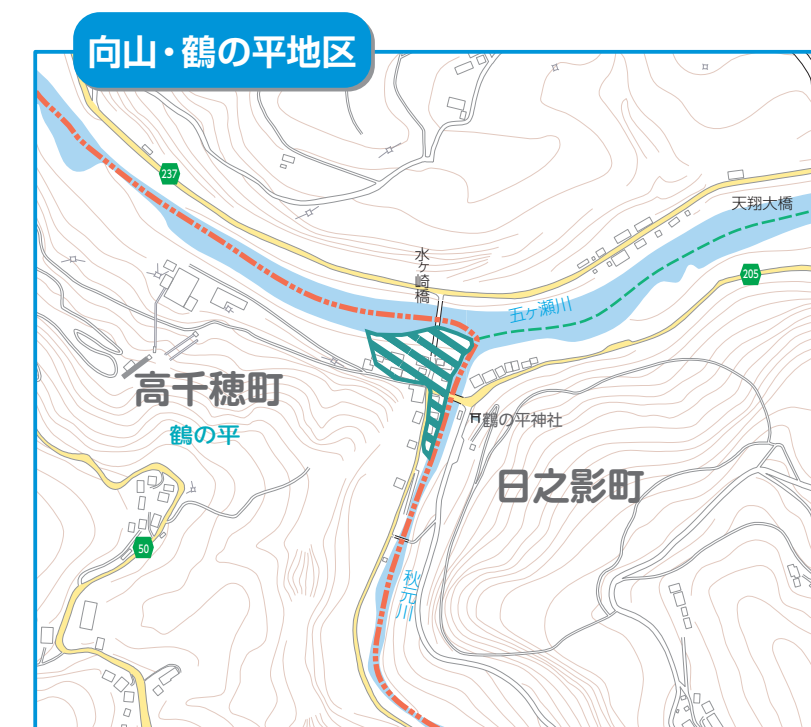 向山・鶴の平地区
237
天翔大橋
水ヶ崎橋
205
五ヶ瀬川
高千穂町
鶴の平
鶴の平神社
日之影町
50
秋元川